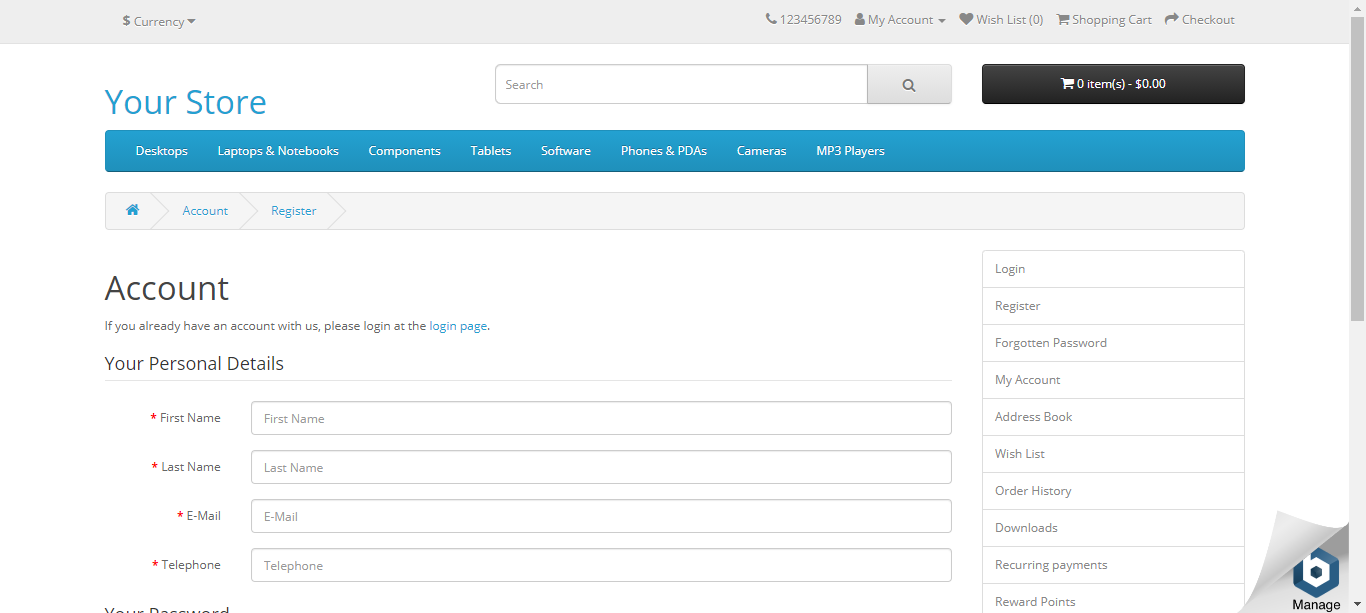 $ Currency
123456789 My Account Wish List (0) Shopping Cart Checkout
Your Store
Search
0 item(s) - $0.00
Desktops Laptops & Notebooks Components Tablets Software Phones & PDAs Cameras MP3 Players
Account Register
Account
If you already have an account with us, please login at the login page.
Your Personal Details
* First Name First Name
* Last Name Last Name
* E-Mail E-Mail
* Telephone Telephone
Your Password
Login
Register
Forgotten Password
My Account
Address Book
Wish List
Order History
Downloads
Recurring payments
Reward Points
b
Manage